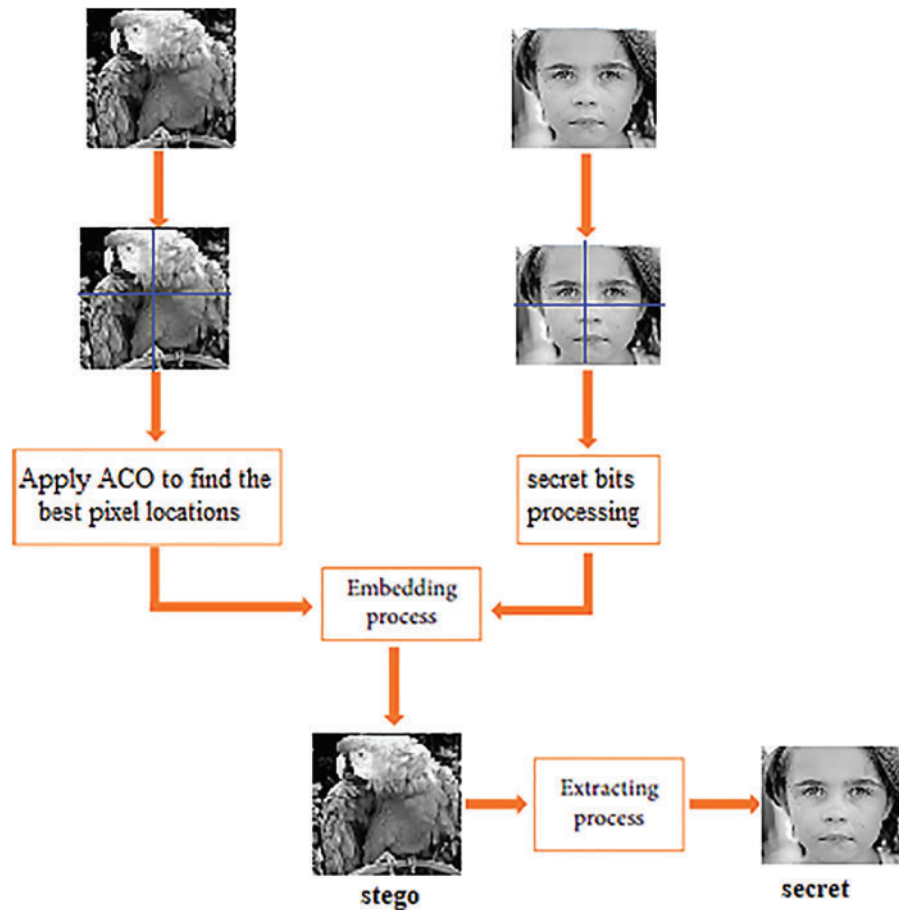 Apply ACO to find the
best pixel locations
secret bits
processing
Embedding
process
Extracting
process
stego
secret